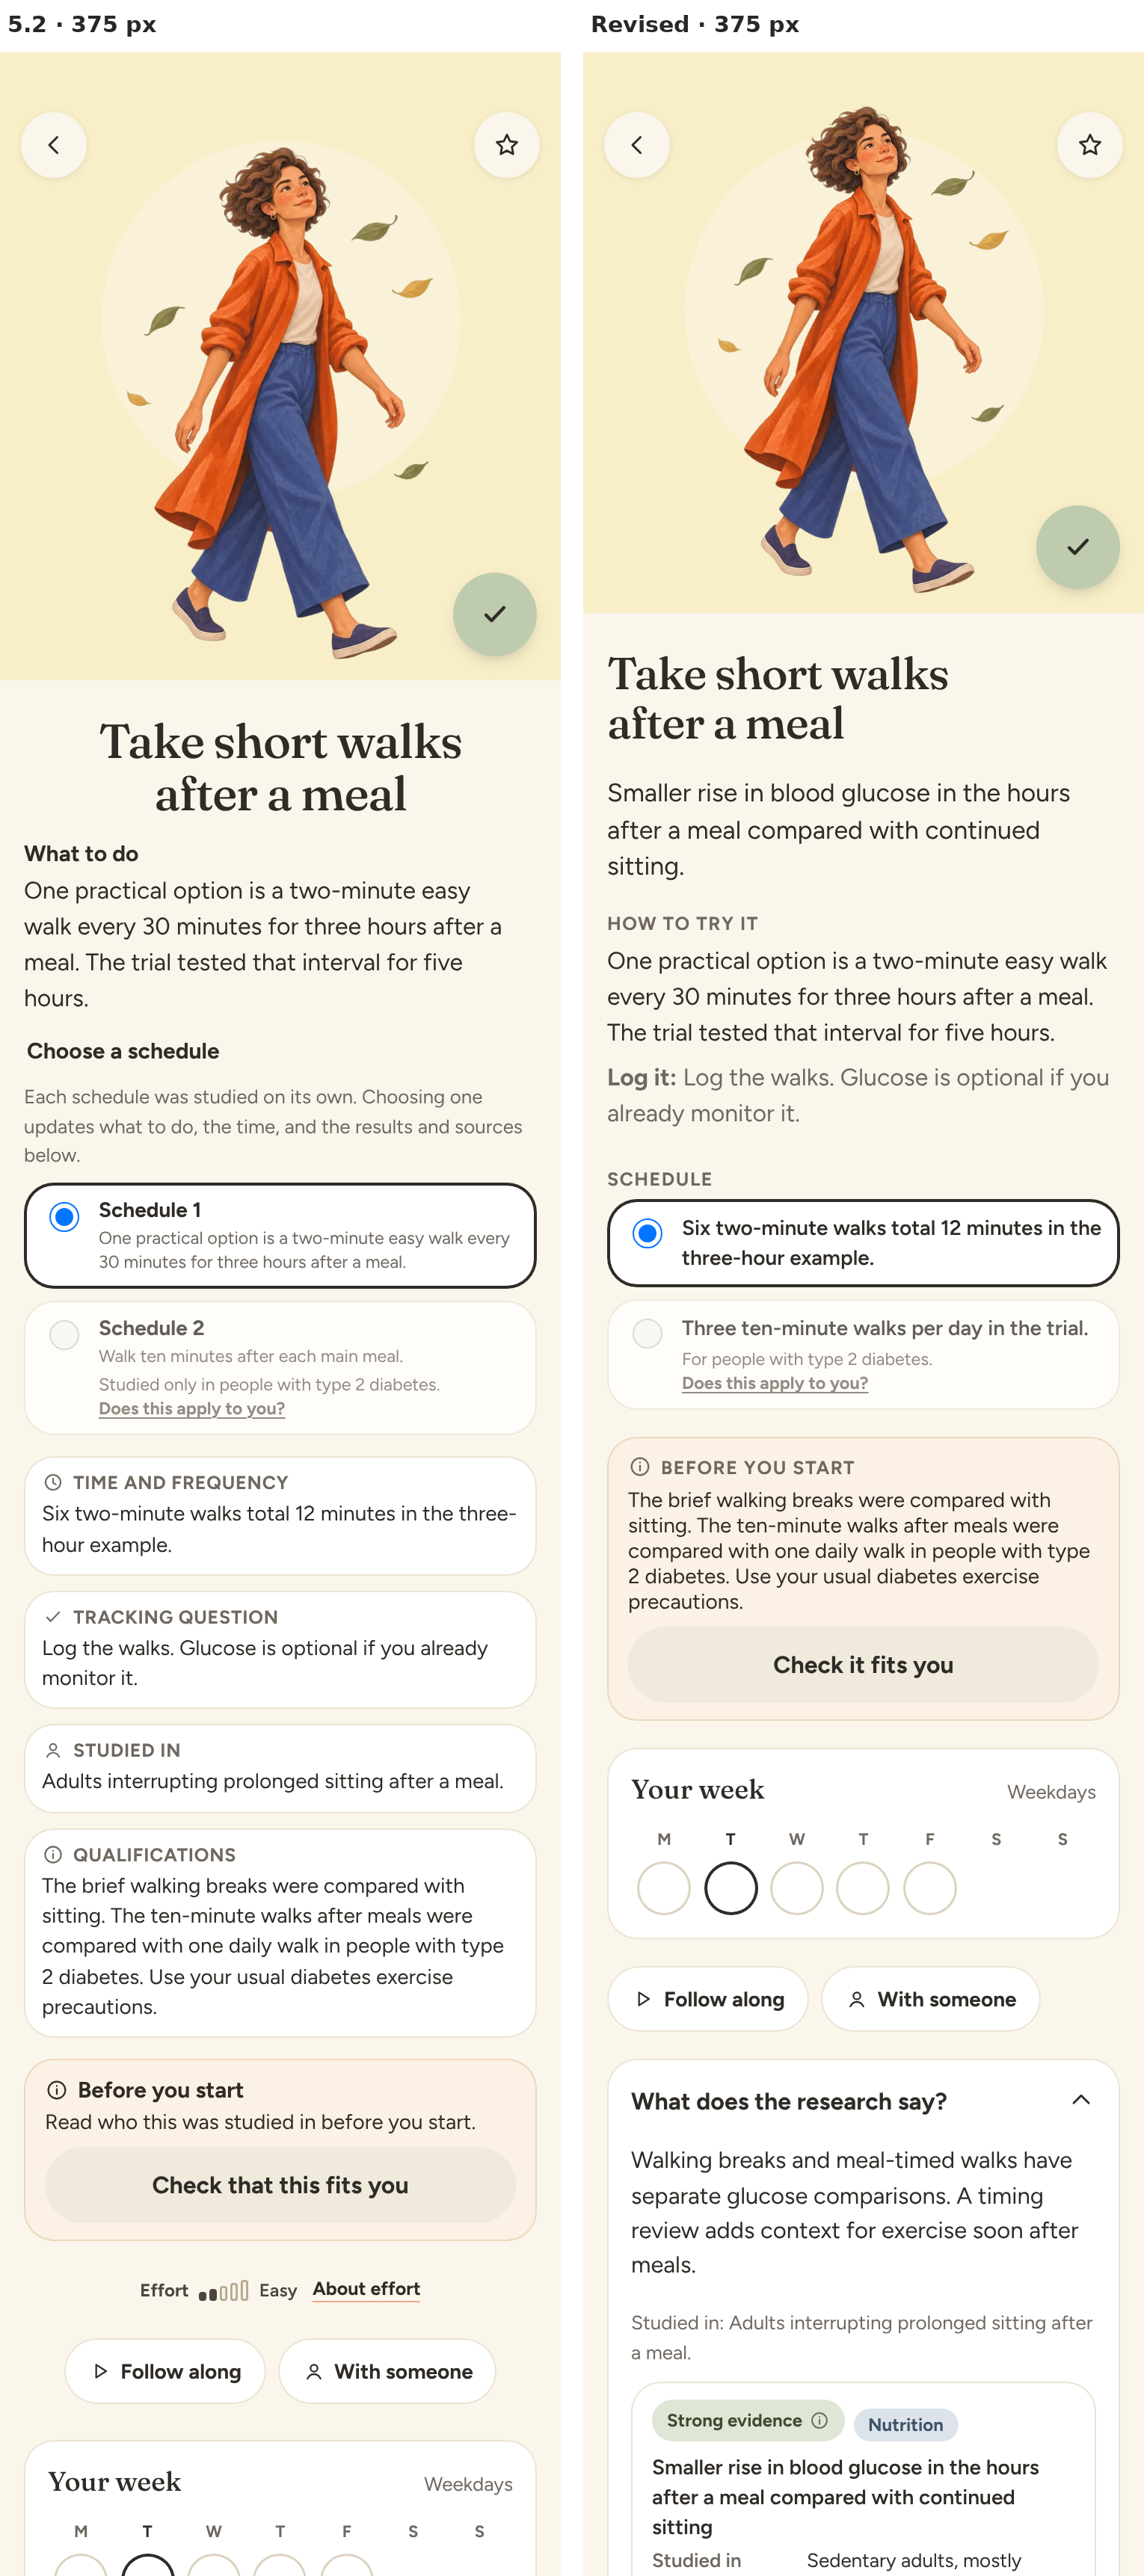 5.2 · 375 px
Take short walks
after a meal
What to do
One practical option is a two-minute easy
walk every 30 minutes for three hours after a
meal. The trial tested that interval for five
hours.
Choose a schedule
Each schedule was studied on its own. Choosing one
updates what to do, the time, and the results and sources
below.
Schedule 1
One practical option is a two-minute easy walk every
30 minutes for three hours after a meal.
Schedule 2
Walk ten minutes after each main meal.
Studied only in people with type 2 diabetes.
Does this apply to you?
TIME AND FREQUENCY
Six two-minute walks total 12 minutes in the three-
hour example.
TRACKING QUESTION
Log the walks. Glucose is optional if you already
monitor it.
STUDIED IN
Adults interrupting prolonged sitting after a meal.
QUALIFICATIONS
The brief walking breaks were compared with
sitting. The ten-minute walks after meals were
compared with one daily walk in people with type
2 diabetes. Use your usual diabetes exercise
precautions.
Before you start
Read who this was studied in before you start.
Check that this fits you
Effort Easy About effort
Follow along With someone
Your week Weekdays
M T W T F S S
Revised · 375 px
Take short walks
after a meal
Smaller rise in blood glucose in the hours
after a meal compared with continued
sitting.
HOW TO TRY IT
One practical option is a two-minute easy walk
every 30 minutes for three hours after a meal.
The trial tested that interval for five hours.
Log it: Log the walks. Glucose is optional if you
already monitor it.
SCHEDULE
Six two-minute walks total 12 minutes in the
three-hour example.
Three ten-minute walks per day in the trial.
For people with type 2 diabetes.
Does this apply to you?
BEFORE YOU START
The brief walking breaks were compared with
sitting. The ten-minute walks after meals were
compared with one daily walk in people with type
2 diabetes. Use your usual diabetes exercise
precautions.
Check it fits you
Your week Weekdays
M T W T F S S
Follow along With someone
What does the research say?
Walking breaks and meal-timed walks have
separate glucose comparisons. A timing
review adds context for exercise soon after
meals.
Studied in: Adults interrupting prolonged sitting after
a meal.
Strong evidence Nutrition
Smaller rise in blood glucose in the hours
after a meal compared with continued
sitting
Studied in Sedentary adults, mostly